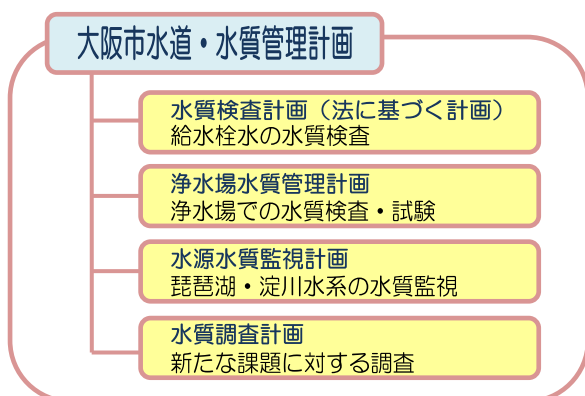 大阪市水道・水質管理計画
水質検査計画（法に基づく計画）
給水栓水の水質検査
浄水場水質管理計画
浄水場での水質検査・試験
水源水質監視計画
琵琶湖・淀川水系の水質監視
水質調査計画
新たな課題に対する調査